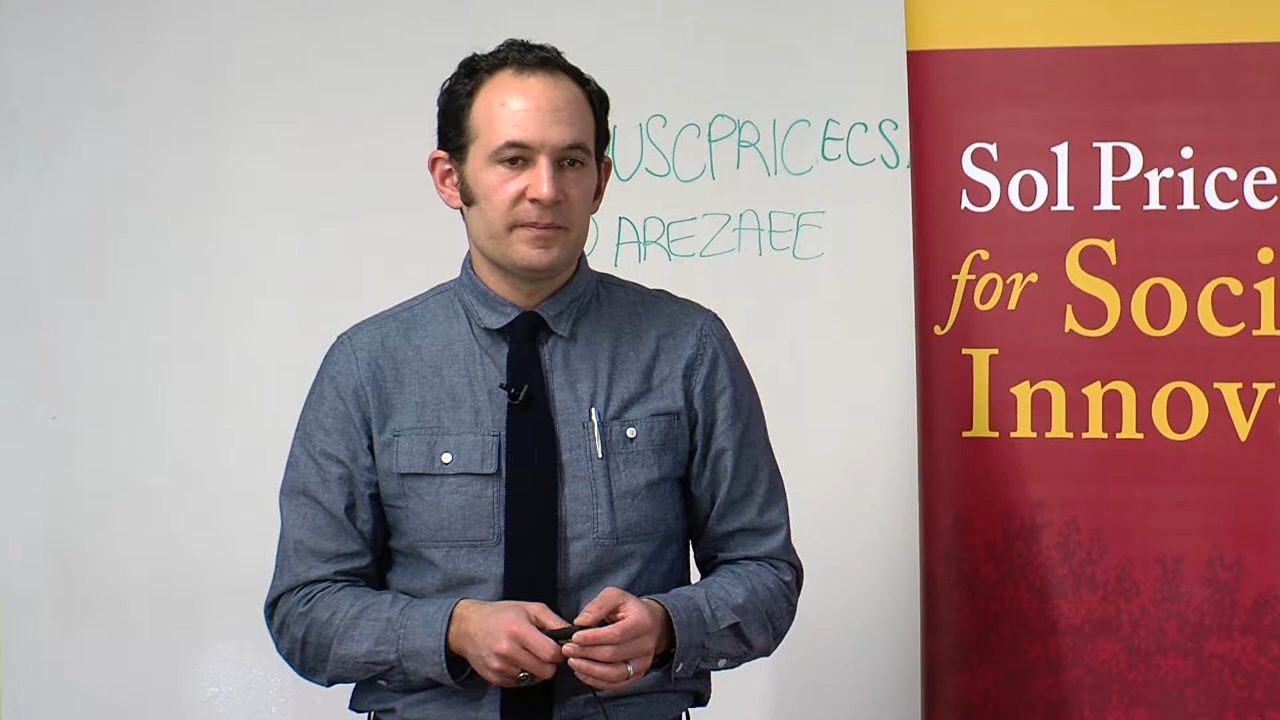 USCPRICECS
AREZAEE
Sol Price
for Soci
Innov